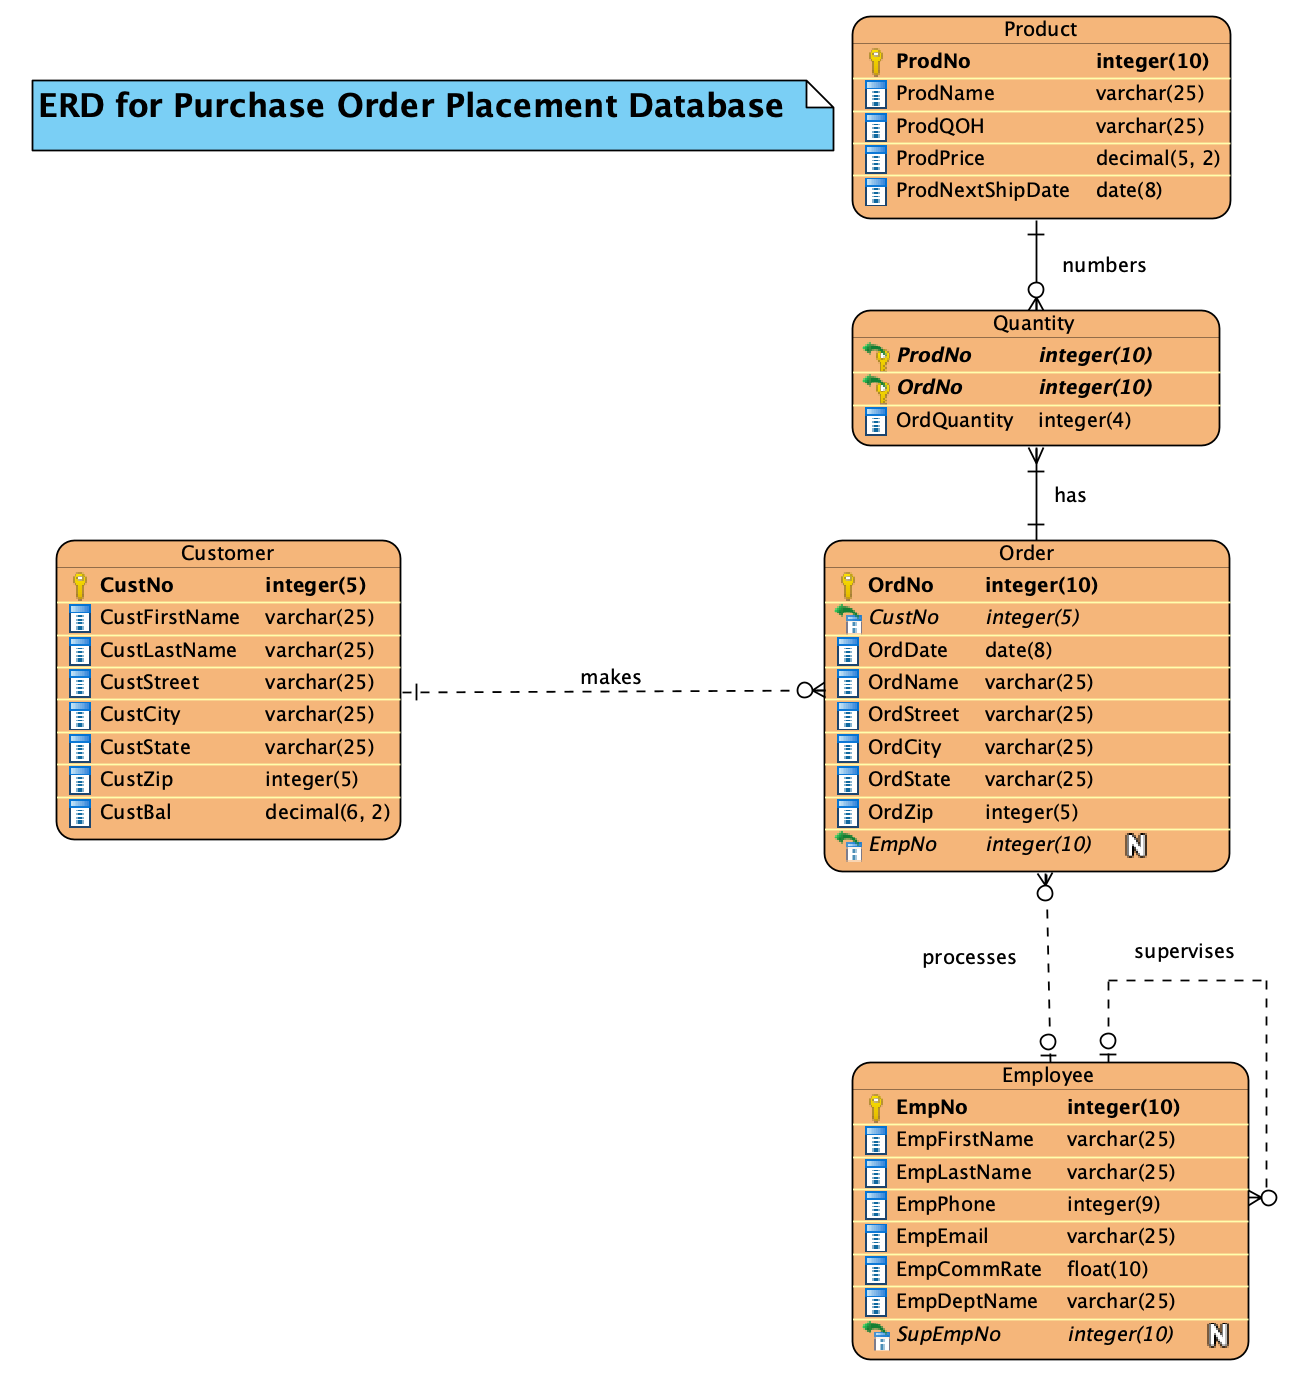 ERD for Purchase Order Placement Database
Product
ProdNo integer(10)
ProdName varchar(25)
ProdQOH varchar(25)
ProdPrice decimal(5, 2)
ProdNextShipDate date(8)
numbers
Quantity
ProdNo integer(10)
OrdNo integer(10)
OrdQuantity integer(4)
has
Customer
CustNo integer(5)
CustFirstName varchar(25)
CustLastName varchar(25)
CustStreet varchar(25)
CustCity varchar(25)
CustState varchar(25)
CustZip integer(5)
CustBal decimal(6, 2)
makes
Order
OrdNo integer(10)
CustNo integer(5)
OrdDate date(8)
OrdName varchar(25)
OrdStreet varchar(25)
OrdCity varchar(25)
OrdState varchar(25)
OrdZip integer(5)
EmpNo integer(10) N
processes
supervises
Employee
EmpNo integer(10)
EmpFirstName varchar(25)
EmpLastName varchar(25)
EmpPhone integer(9)
EmpEmail varchar(25)
EmpCommRate float(10)
EmpDeptName varchar(25)
SupEmpNo integer(10) N